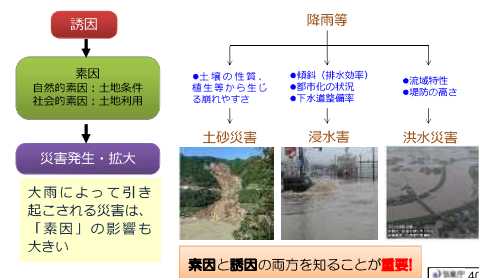 誘因
素因
自然的素因：土地条件
社会的素因：土地利用
災害発生・拡大
大雨によって引き
起こされる災害は、
「素因」の影響も
大きい
降雨等
●土壌の性質、
植生等から生じ
る崩れやすさ
●傾斜（排水効率）
●都市化の状況
●下水道整備率
●流域特性
●堤防の高さ
土砂災害
浸水害
洪水災害
素因と誘因の両方を知ることが重要!
気象庁 40